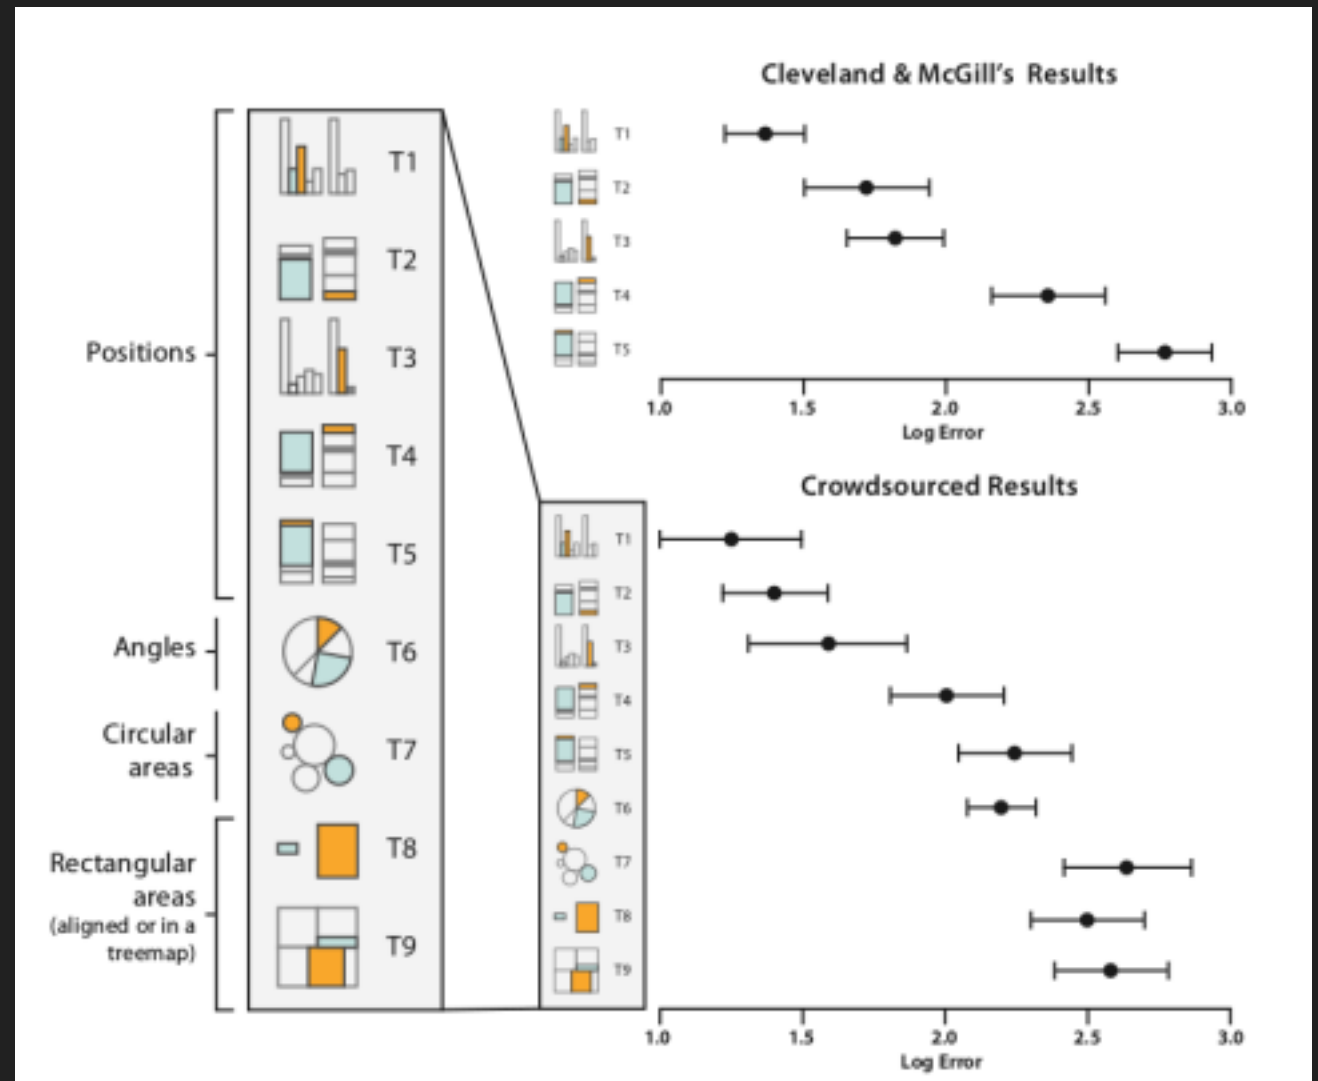 Cleveland & McGill's Results
T1
T2
T3
T4
T5
1.0 1.5 2.0 2.5 3.0
Log Error
Positions
Angles
Circular
areas
Rectangular
areas
(aligned or in a
treemap)
T1
T2
T3
T4
T5
T6
T7
T8
T9
Crowdsourced Results
T1
T2
T3
T4
T5
T6
T7
T8
T9
1.0 1.5 2.0 2.5 3.0
Log Error